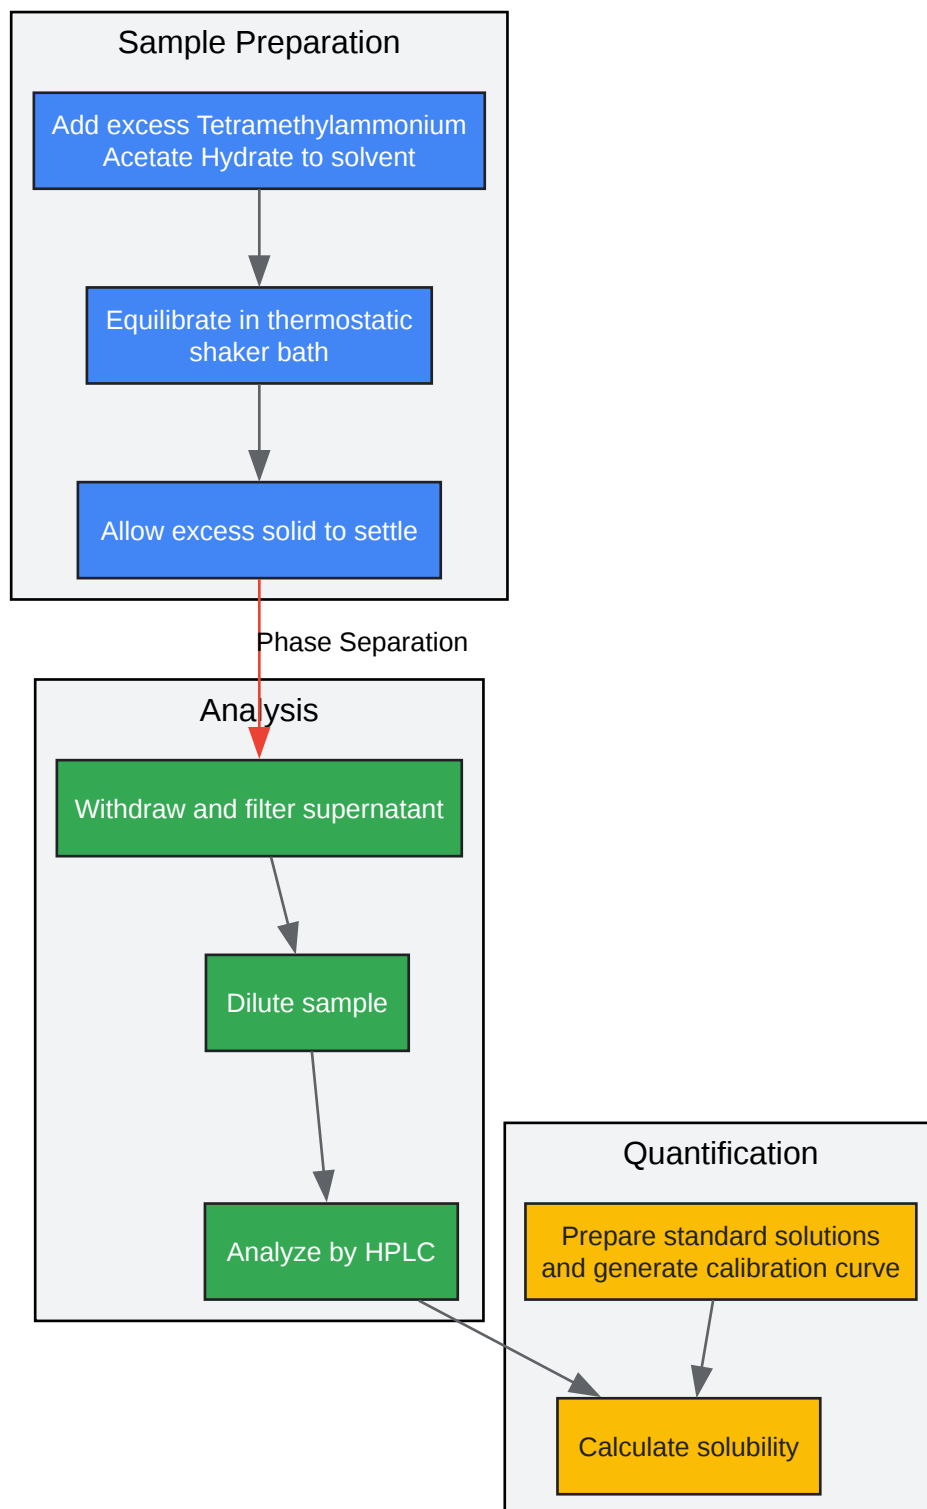 Sample Preparation
Add excess Tetramethylammonium
Acetate Hydrate to solvent
Equilibrate in thermostatic
shaker bath
Allow excess solid to settle
Phase Separation
Analysis
Withdraw and filter supernatant
Dilute sample
Analyze by HPLC
Quantification
Prepare standard solutions
and generate calibration curve
Calculate solubility